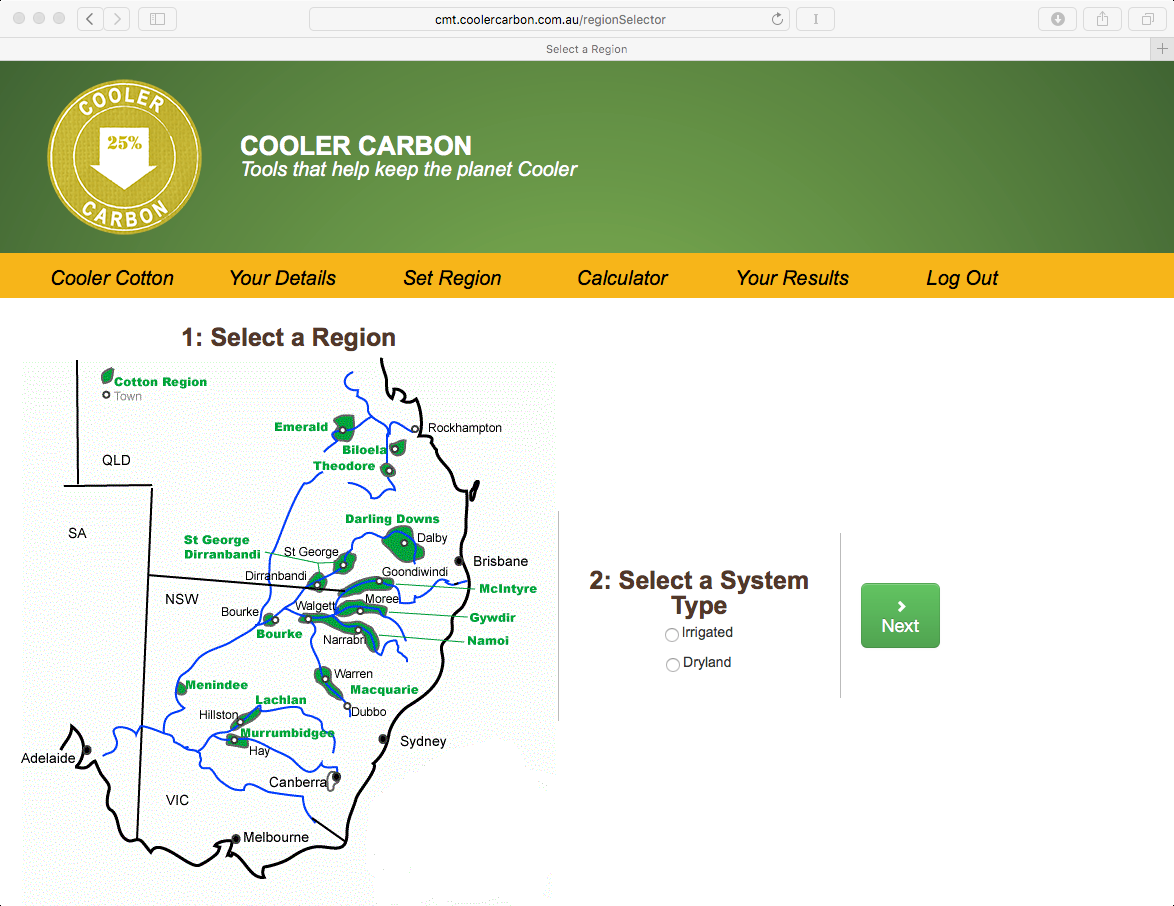 cmt.coolercarbon.com.au/regionSelector
Select a Region
COOLER
25%
CARBON
COOLER CARBON
Tools that help keep the planet Cooler
Cooler Cotton
Your Details
Set Region
Calculator
Your Results
Log Out
1: Select a Region
Cotton Region
Town
QLD
Emerald
Rockhampton
Biloela
Theodore
SA
Darling Downs
St George
Dirranbandi
St George
Dalby
Brisbane
Dirranbandi
Goondiwindi
McIntyre
NSW
Bourke
Walgett
Moree
Gywdir
Bourke
Narrabri
Namoi
Warren
Menindee
Macquarie
Lachlan
Hillston
Dubbo
Murrumbidgee
Hay
Sydney
Adelaide
Canberra
VIC
Melbourne
2: Select a System
Type
Irrigated
Dryland
Next